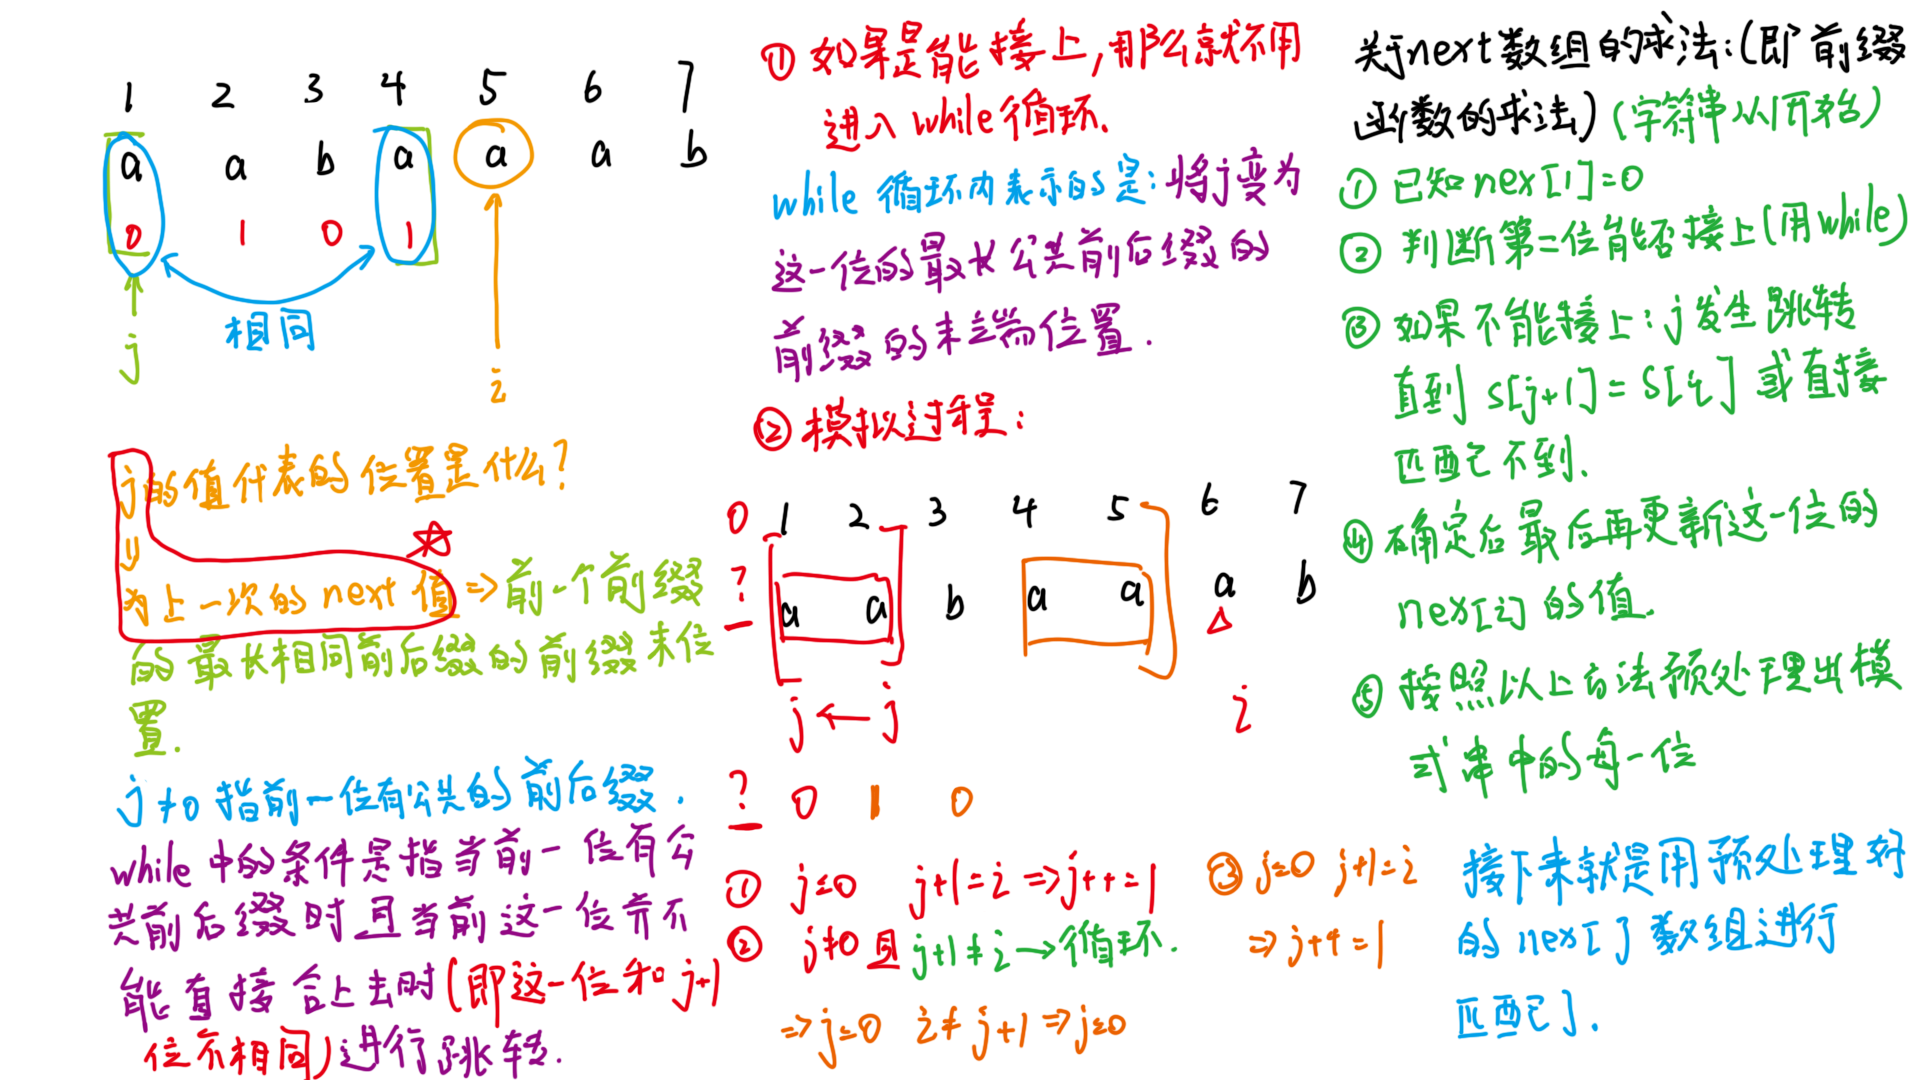 1 2 3 4 5 6 7
a a b a a a b
0 1 0 1
相同
j
i
j的值代表的位置是什么?
为上一次的next值⇒前一个前缀
的最长相同前后缀的前缀末位
置.
j≠0指前一位有公共的前后缀.
while中的条件是指当前一位有公
共前后缀时且当前这一位并不
能直接合上去时(即这一位和j+1
位不相同)进行跳转.
① 如果是能接上,那么就不用
进入while循环.
while循环内表示的是:将j变为
这一位的最长公共前后缀的
前缀的末端位置.
② 模拟过程:
0 1 2 3 4 5 6 7
? a a b a a a b
j←j i
? 0 1 0
① j=0 j+1=i⇒j++=1
② j≠0且j+1≠i→循环.
⇒j=0 i≠j+1⇒j=0
③ j=0 j+1=i
⇒j++=1
关于next数组的求法:(即前缀
函数的求法)(字符串从1开始)
① 已知nex[1]=0
② 判断第二位能否接上(用while)
③ 如果不能接上:j发生跳转
直到s[j+1]=s[i]或直接
匹配不到.
④ 确定后最后再更新这一位的
nex[i]的值.
⑤ 按照以上方法预处理出模
式串中的每一位
接下来就是用预处理好
的nex[]数组进行
匹配了.